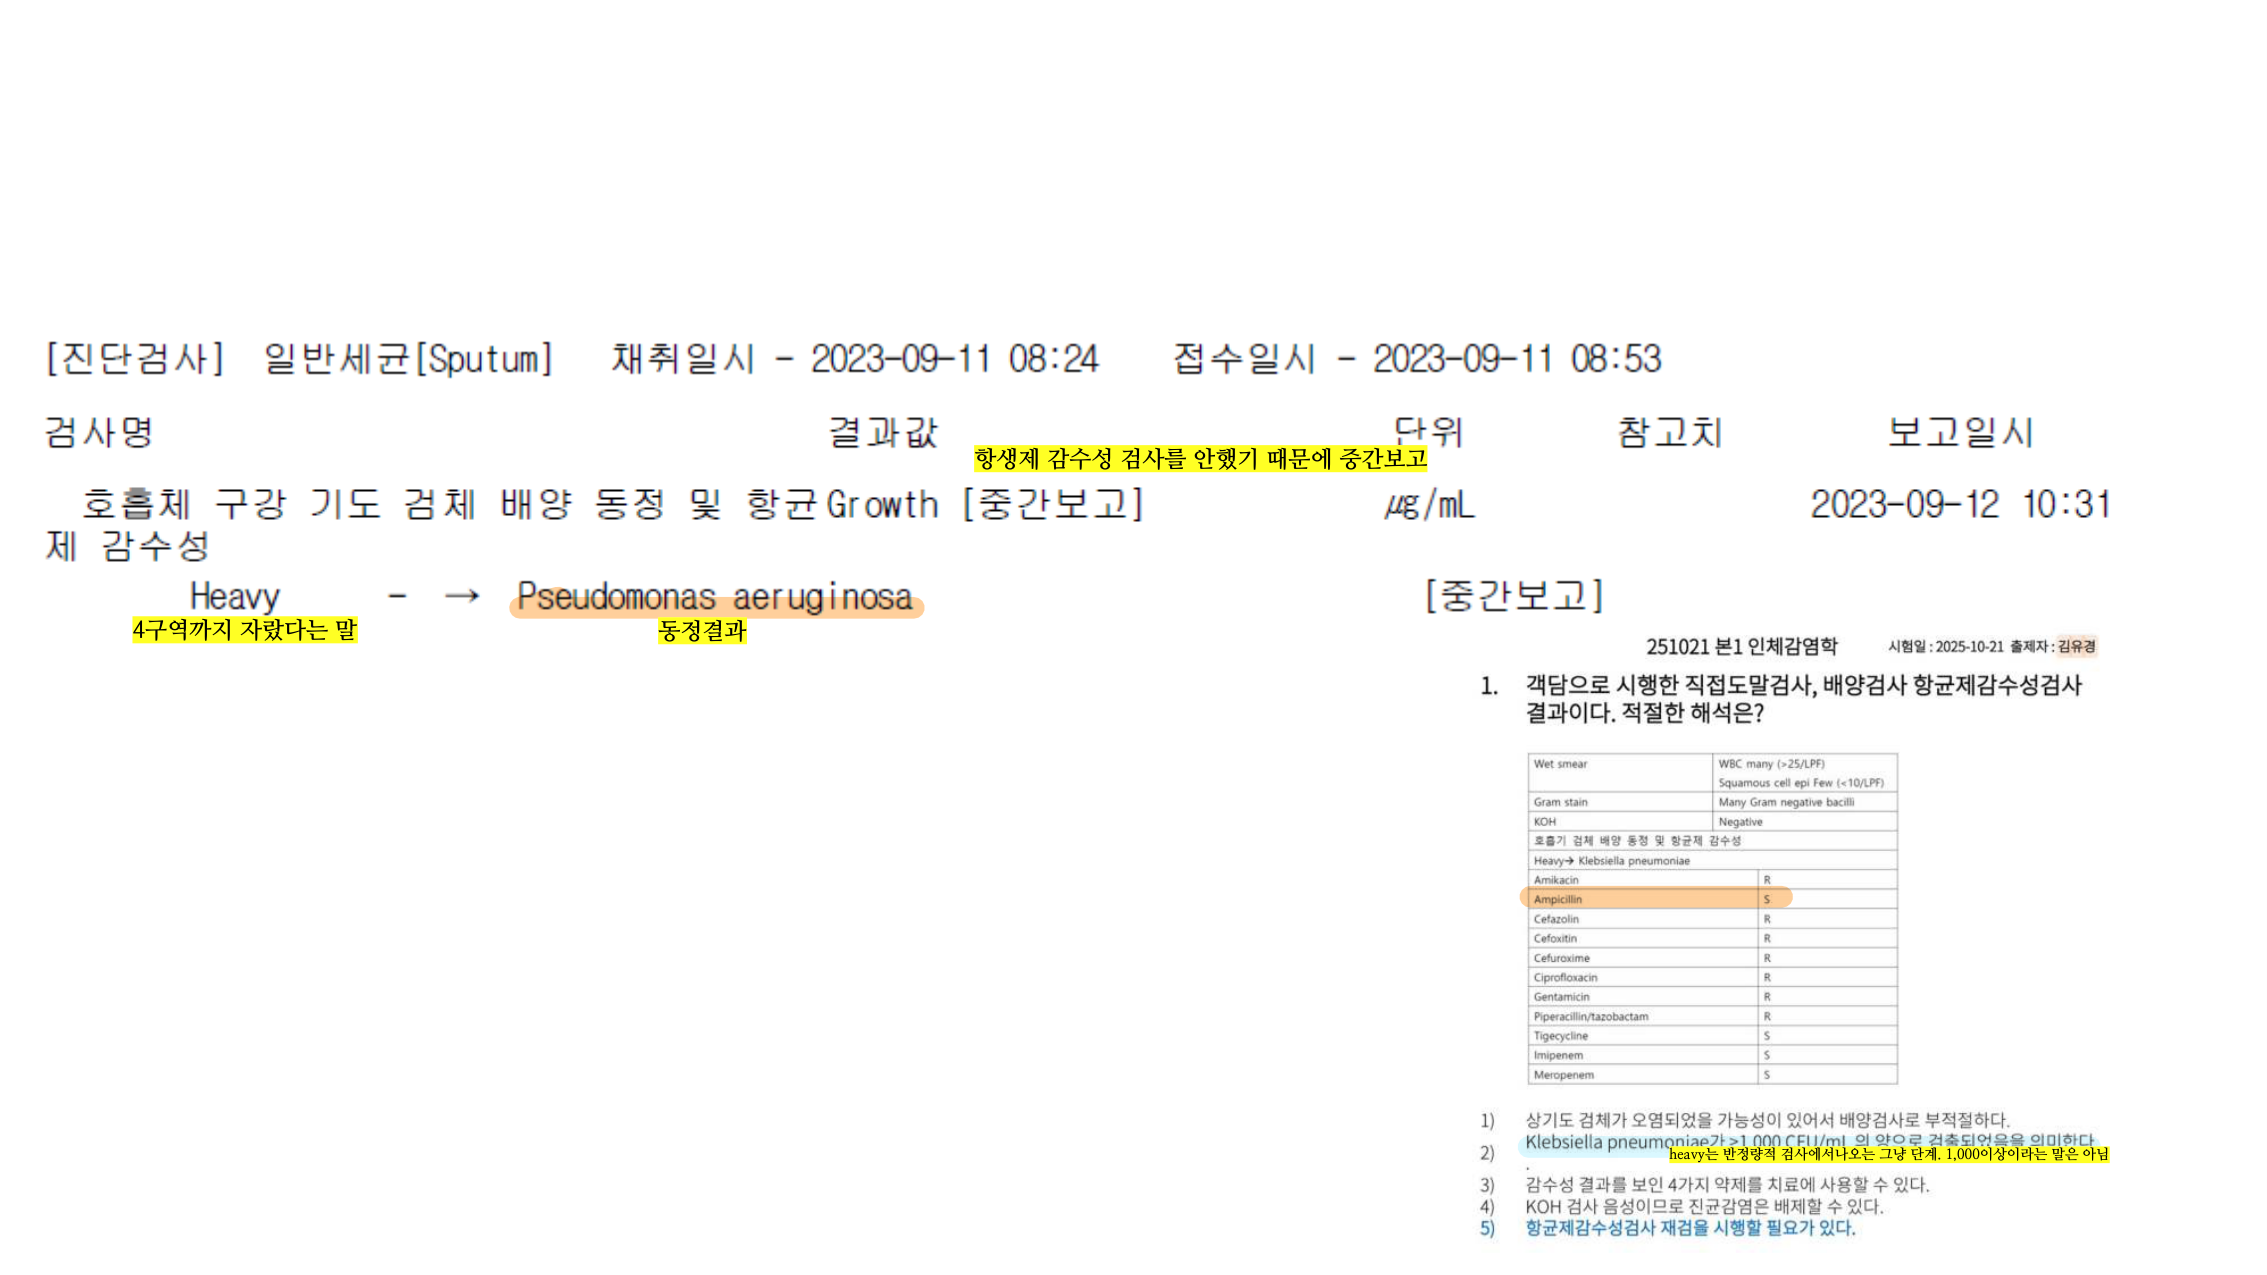 [진단검사] 일반세균[Sputum] 채취일시 - 2023-09-11 08:24 접수일시 - 2023-09-11 08:53
검사명 결과값 단위 참고치 보고일시
항생제 감수성 검사를 안했기 때문에 중간보고
호흡체 구강 기도 검체 배양 동정 및 항균 Growth [중간보고] ㎍/mL 2023-09-12 10:31
제 감수성
Heavy - → Pseudomonas aeruginosa [중간보고]
4구역까지 자랐다는 말 동정결과
251021 본1 인체감염학 시험일 : 2025-10-21 출제자 : 김유경
1. 객담으로 시행한 직접도말검사, 배양검사 항균제감수성검사
결과이다. 적절한 해석은?
Wet smear WBC many (>25/LPF)
Squamous cell epi Few (<10/LPF)
Gram stain Many Gram negative bacilli
KOH Negative
호흡기 검체 배양 동정 및 항균제 감수성
Heavy→ Klebsiella pneumoniae
Amikacin R
Ampicillin S
Cefazolin R
Cefoxitin R
Cefuroxime R
Ciprofloxacin R
Gentamicin R
Piperacillin/tazobactam R
Tigecycline S
Imipenem S
Meropenem S
1) 상기도 검체가 오염되었을 가능성이 있어서 배양검사로 부적절하다.
2) Klebsiella pneumoniae가 >1,000 CFU/mL 의 양으로 검출되었음을 의미한다
.
heavy는 반정량적 검사에서나오는 그냥 단계. 1,000이상이라는 말은 아님
3) 감수성 결과를 보인 4가지 약제를 치료에 사용할 수 있다.
4) KOH 검사 음성이므로 진균감염은 배제할 수 있다.
5) 항균제감수성검사 재검을 시행할 필요가 있다.